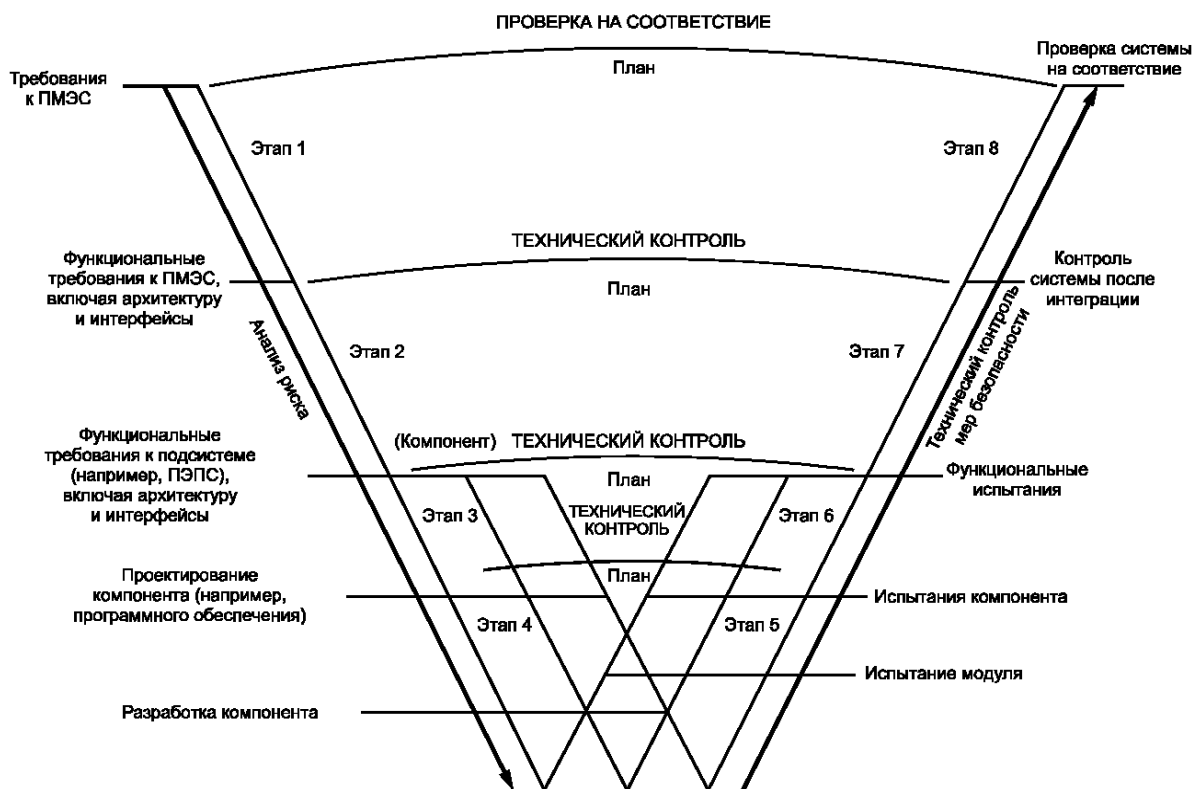 ПРОВЕРКА НА СООТВЕТСТВИЕ
План
Требования
к ПМЭС
Проверка системы
на соответствие
Этап 1
Этап 8
ТЕХНИЧЕСКИЙ КОНТРОЛЬ
План
Функциональные
требования к ПМЭС,
включая архитектуру
и интерфейсы
Контроль
системы после
интеграции
Анализ риска
Этап 2
Этап 7
Технический контроль
мер безопасности
Функциональные
требования к подсистеме
(например, ПЭПС),
включая архитектуру
и интерфейсы
(Компонент)
ТЕХНИЧЕСКИЙ КОНТРОЛЬ
План
Функциональные
испытания
Этап 3
ТЕХНИЧЕСКИЙ
КОНТРОЛЬ
Этап 6
План
Проектирование
компонента (например,
программного обеспечения)
Испытания компонента
Этап 4
Этап 5
Испытание модуля
Разработка компонента